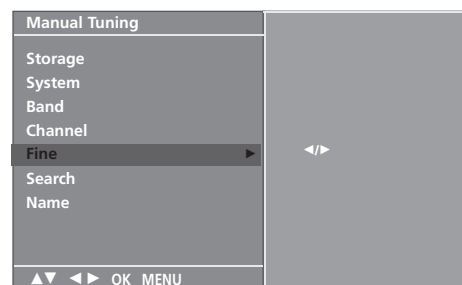 Manual Tuning
Storage
System
Band
Channel
Fine ▶ ◀/▶
Search
Name
▲▼ ◀▶ OK MENU